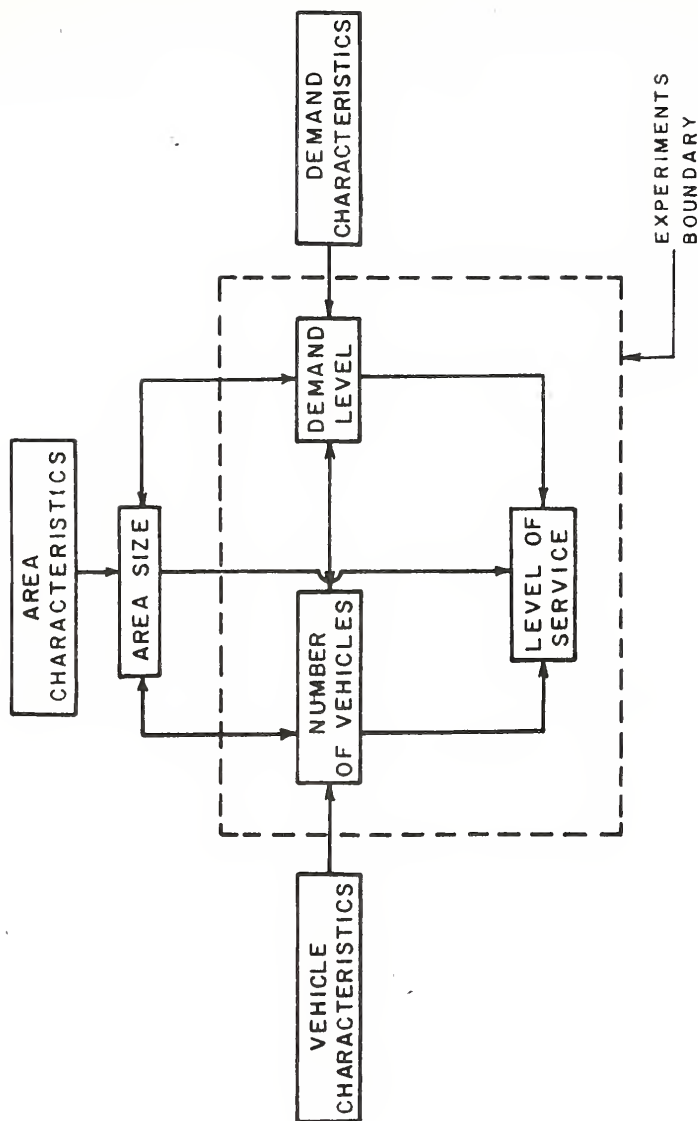 AREA
CHARACTERISTICS
AREA SIZE
VEHICLE
CHARACTERISTICS
NUMBER
OF VEHICLES
DEMAND
LEVEL
DEMAND
CHARACTERISTICS
LEVEL OF
SERVICE
EXPERIMENTS
BOUNDARY